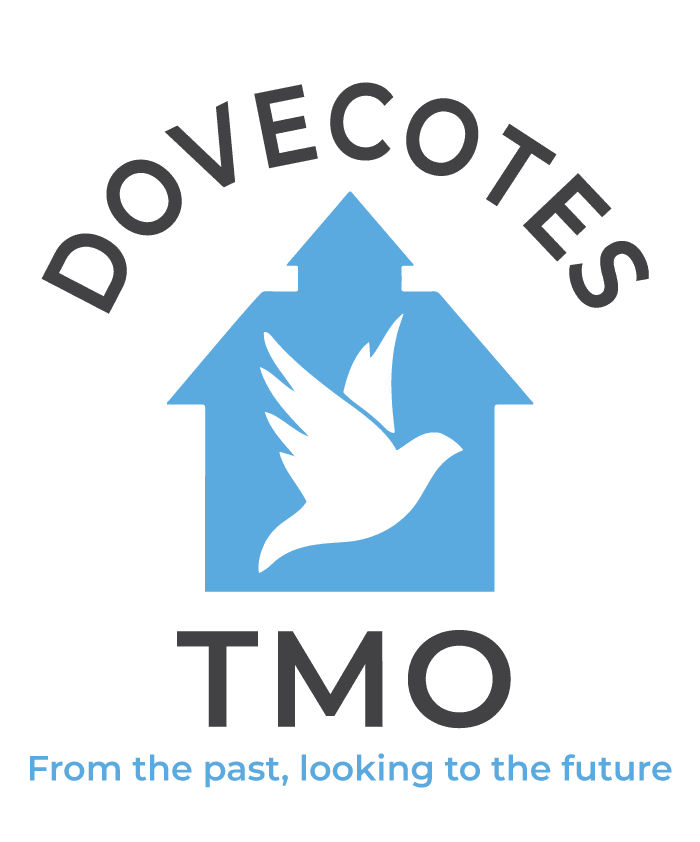 DOVECOTES
TMO
From the past, looking to the future